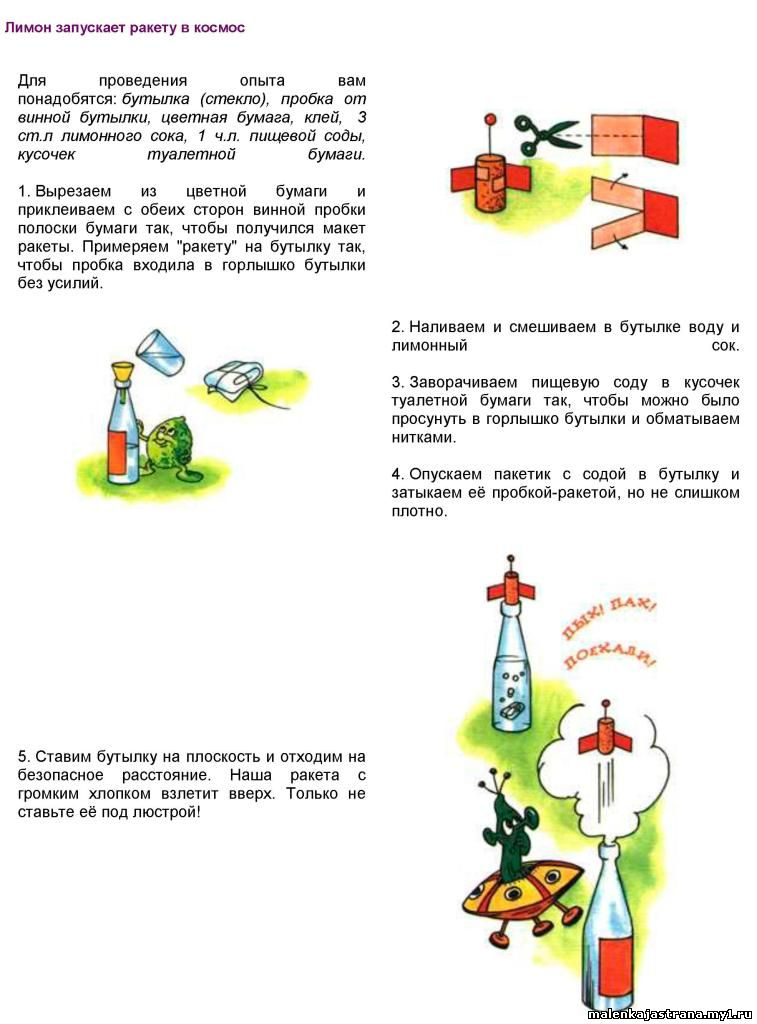 Лимон запускает ракету в космос
Для проведения опыта вам
понадобятся: бутылка (стекло), пробка от
винной бутылки, цветная бумага, клей, 3
ст.л лимонного сока, 1 ч.л. пищевой соды,
кусочек туалетной бумаги.
1. Вырезаем из цветной бумаги и
приклеиваем с обеих сторон винной пробки
полоски бумаги так, чтобы получился макет
ракеты. Примеряем "ракету" на бутылку так,
чтобы пробка входила в горлышко бутылки
без усилий.
2. Наливаем и смешиваем в бутылке воду и
лимонный сок.
3. Заворачиваем пищевую соду в кусочек
туалетной бумаги так, чтобы можно было
просунуть в горлышко бутылки и обматываем
нитками.
4. Опускаем пакетик с содой в бутылку и
затыкаем её пробкой-ракетой, но не слишком
плотно.
ПЫХ! ПАХ!
ПОЕХАЛИ!
5. Ставим бутылку на плоскость и отходим на
безопасное расстояние. Наша ракета с
громким хлопком взлетит вверх. Только не
ставьте её под люстрой!
malenkajastrana.my1.ru